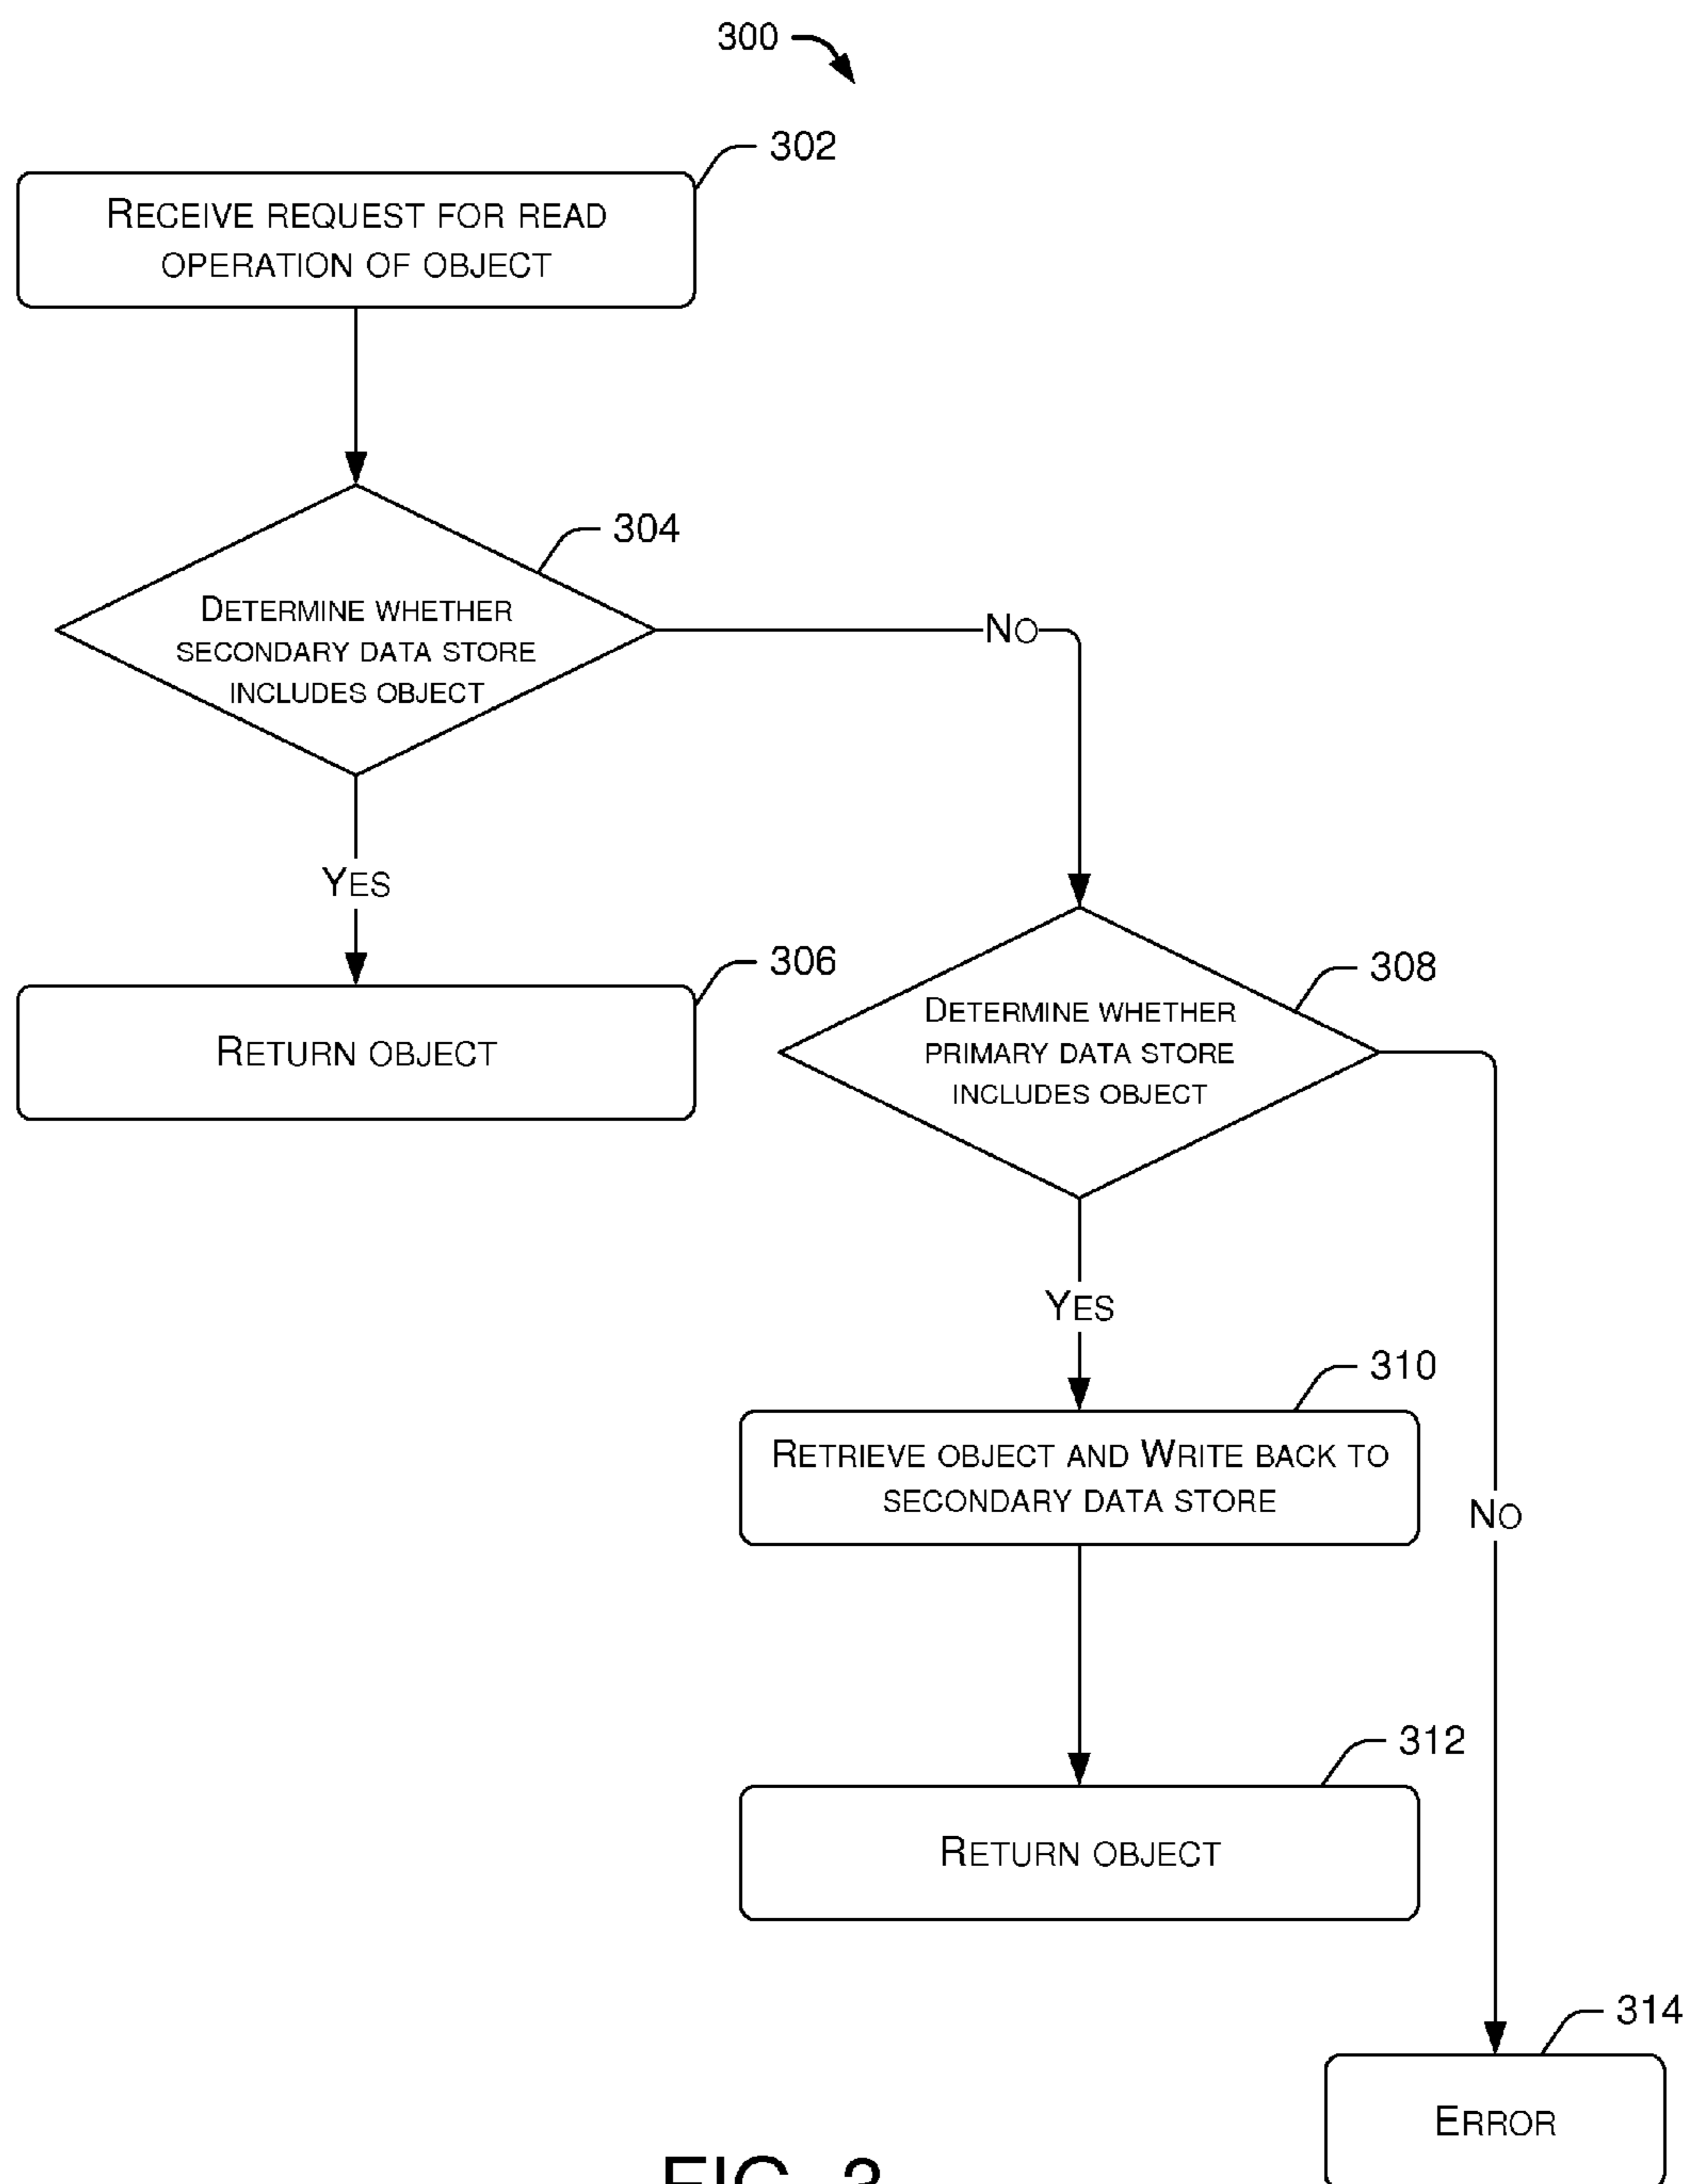 300
302
RECEIVE REQUEST FOR READ
OPERATION OF OBJECT
304
DETERMINE WHETHER
SECONDARY DATA STORE
INCLUDES OBJECT
NO
YES
306
RETURN OBJECT
308
DETERMINE WHETHER
PRIMARY DATA STORE
INCLUDES OBJECT
YES
310
RETRIEVE OBJECT AND WRITE BACK TO
SECONDARY DATA STORE
NO
312
RETURN OBJECT
314
ERROR
FIG. 3